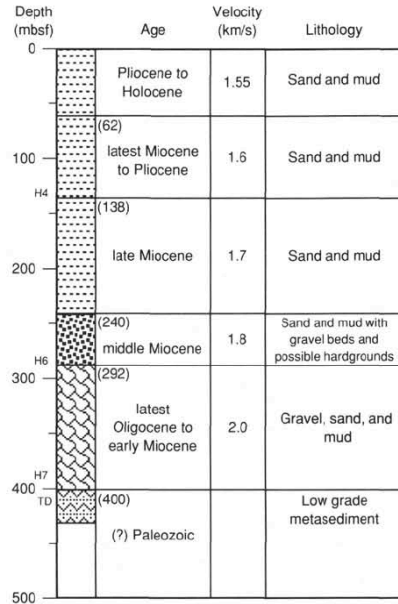 Depth
(mbsf)
Age
Velocity
(km/s)
Lithology
0
Pliocene to
Holocene
1.55
Sand and mud
(62)
latest Miocene
to Pliocene
1.6
Sand and mud
100
H4
(138)
late Miocene
1.7
Sand and mud
200
(240)
middle Miocene
1.8
Sand and mud with
gravel beds and
possible hardgrounds
H6
300
(292)
latest
Oligocene to
early Miocene
2.0
Gravel, sand, and
mud
H7
400
TD
(400)
(?) Paleozoic
Low grade
metasediment
500